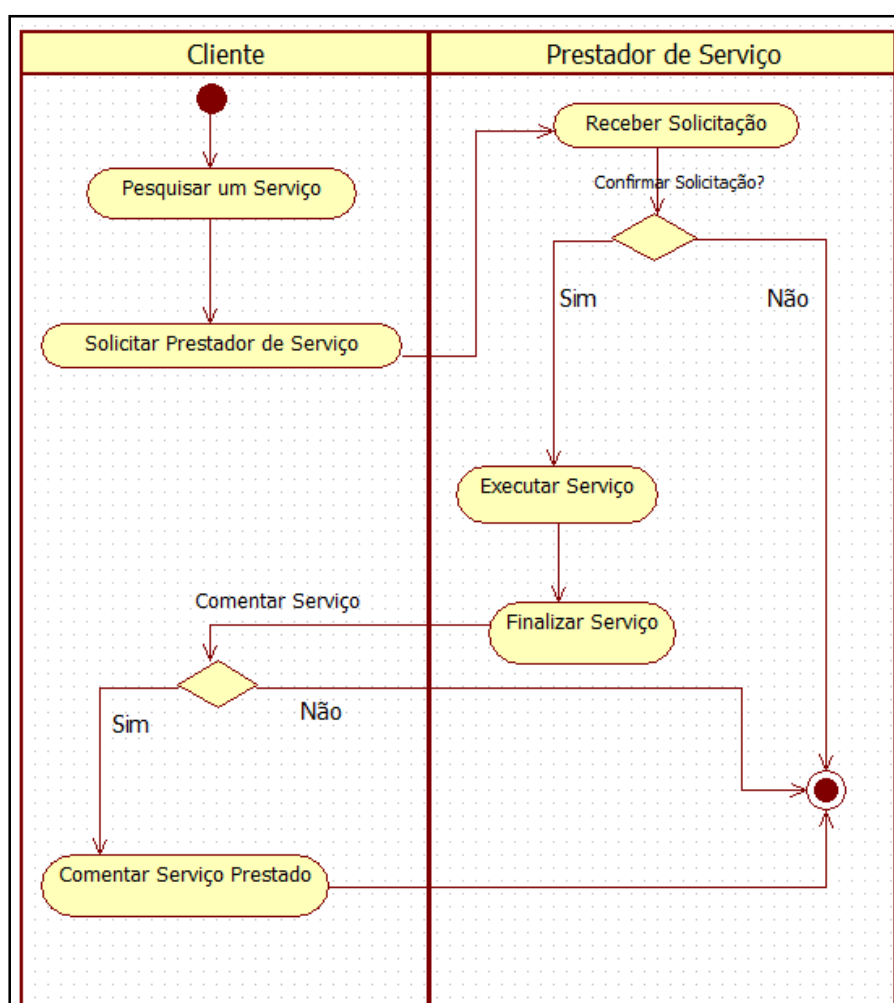 Cliente
Prestador de Serviço
Receber Solicitação
Pesquisar um Serviço
Confirmar Solicitação?
Sim
Não
Solicitar Prestador de Serviço
Executar Serviço
Comentar Serviço
Finalizar Serviço
Sim
Não
Comentar Serviço Prestado